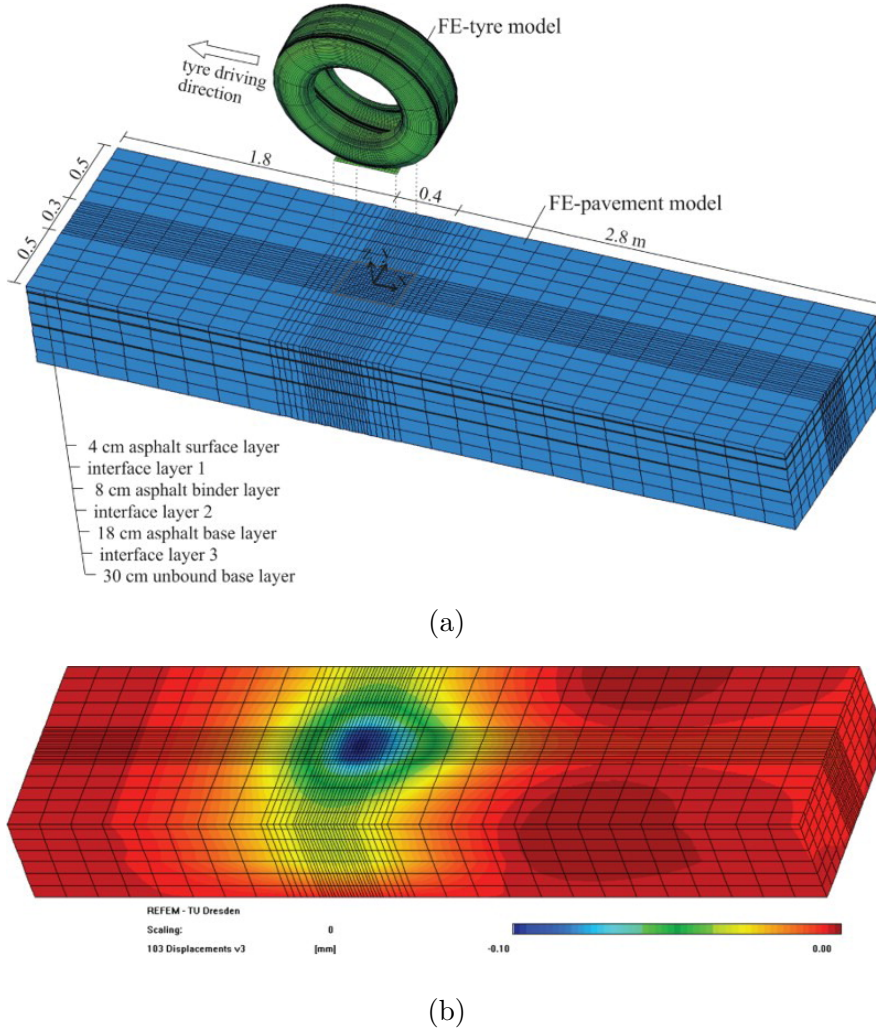 FE-tyre model
tyre driving
direction
1.8
0.5
0.4
FE-pavement model
0.3
2.8 m
0.5
4 cm asphalt surface layer
interface layer 1
8 cm asphalt binder layer
interface layer 2
18 cm asphalt base layer
interface layer 3
30 cm unbound base layer
(a)
REFEM - TU Dresden
Scaling: 0
103 Displacements v3 [mm] -0.10 0.00
(b)